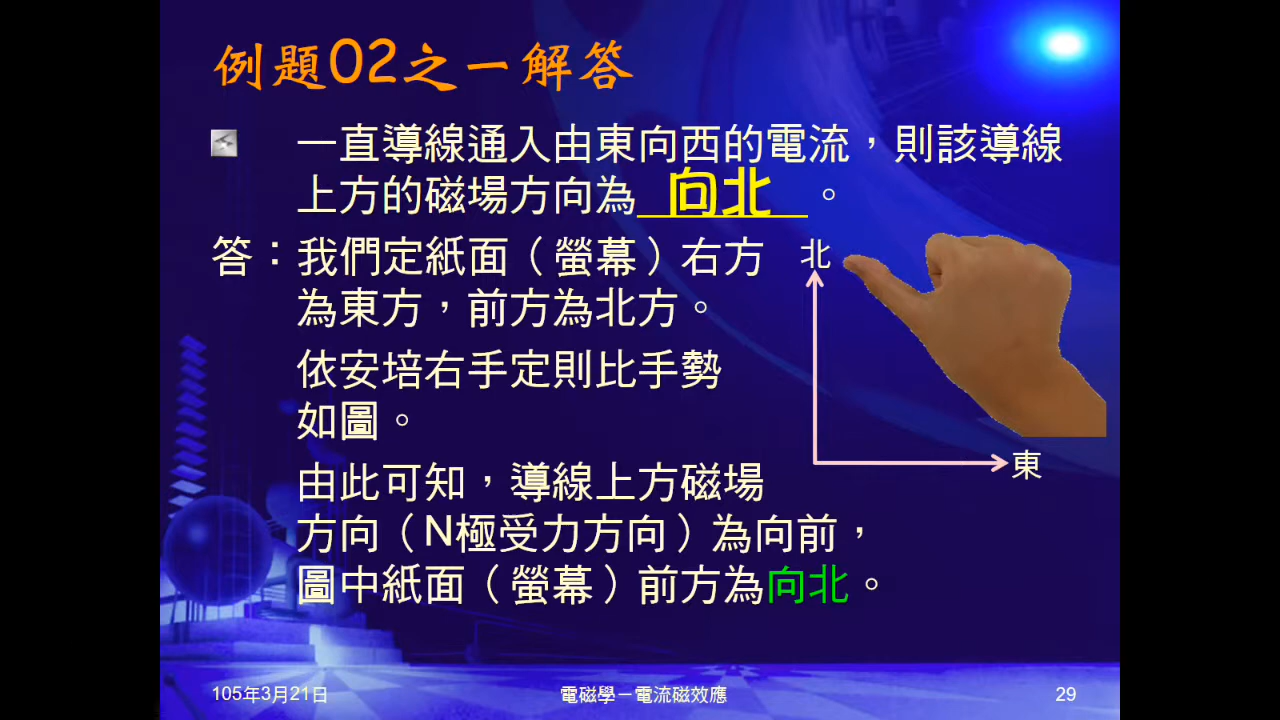 例題02之一解答
一直導線通入由東向西的電流，則該導線
上方的磁場方向為 向北 。
答：我們定紙面（螢幕）右方
為東方，前方為北方。
北
依安培右手定則比手勢
如圖。
東
由此可知，導線上方磁場
方向（N極受力方向）為向前，
圖中紙面（螢幕）前方為向北。
105年3月21日
電磁學－電流磁效應
29